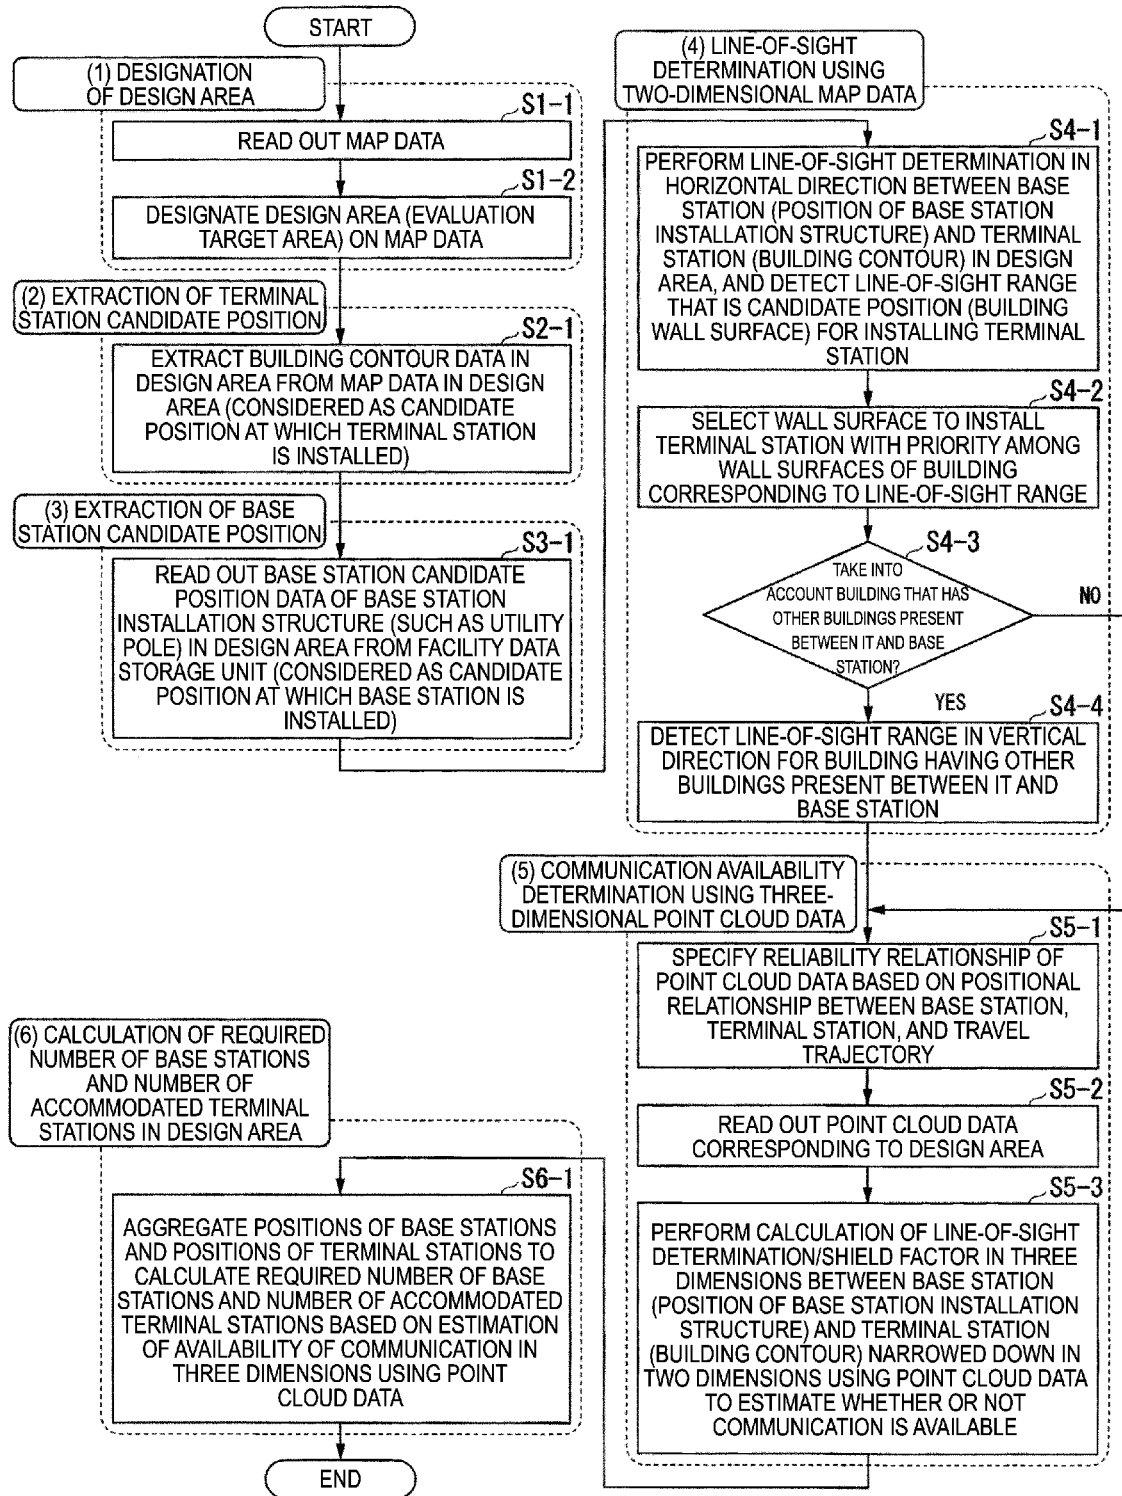 START
(1) DESIGNATION
OF DESIGN AREA
S1-1
READ OUT MAP DATA
S1-2
DESIGNATE DESIGN AREA (EVALUATION
TARGET AREA) ON MAP DATA
(2) EXTRACTION OF TERMINAL
STATION CANDIDATE POSITION
S2-1
EXTRACT BUILDING CONTOUR DATA IN
DESIGN AREA FROM MAP DATA IN DESIGN
AREA (CONSIDERED AS CANDIDATE
POSITION AT WHICH TERMINAL STATION
IS INSTALLED)
(3) EXTRACTION OF BASE
STATION CANDIDATE POSITION
S3-1
READ OUT BASE STATION CANDIDATE
POSITION DATA OF BASE STATION
INSTALLATION STRUCTURE (SUCH AS UTILITY
POLE) IN DESIGN AREA FROM FACILITY DATA
STORAGE UNIT (CONSIDERED AS CANDIDATE
POSITION AT WHICH BASE STATION IS
INSTALLED)
(4) LINE-OF-SIGHT
DETERMINATION USING
TWO-DIMENSIONAL MAP DATA
S4-1
PERFORM LINE-OF-SIGHT DETERMINATION IN
HORIZONTAL DIRECTION BETWEEN BASE
STATION (POSITION OF BASE STATION
INSTALLATION STRUCTURE) AND TERMINAL
STATION (BUILDING CONTOUR) IN DESIGN
AREA, AND DETECT LINE-OF-SIGHT RANGE
THAT IS CANDIDATE POSITION (BUILDING
WALL SURFACE) FOR INSTALLING TERMINAL
STATION
S4-2
SELECT WALL SURFACE TO INSTALL
TERMINAL STATION WITH PRIORITY AMONG
WALL SURFACES OF BUILDING
CORRESPONDING TO LINE-OF-SIGHT RANGE
S4-3
TAKE INTO
ACCOUNT BUILDING THAT HAS
OTHER BUILDINGS PRESENT
BETWEEN IT AND BASE
STATION?
NO
YES
S4-4
DETECT LINE-OF-SIGHT RANGE IN VERTICAL
DIRECTION FOR BUILDING HAVING OTHER
BUILDINGS PRESENT BETWEEN IT AND
BASE STATION
(5) COMMUNICATION AVAILABILITY
DETERMINATION USING THREE-
DIMENSIONAL POINT CLOUD DATA
S5-1
SPECIFY RELIABILITY RELATIONSHIP OF
POINT CLOUD DATA BASED ON POSITIONAL
RELATIONSHIP BETWEEN BASE STATION,
TERMINAL STATION, AND TRAVEL
TRAJECTORY
S5-2
READ OUT POINT CLOUD DATA
CORRESPONDING TO DESIGN AREA
S5-3
PERFORM CALCULATION OF LINE-OF-SIGHT
DETERMINATION/SHIELD FACTOR IN THREE
DIMENSIONS BETWEEN BASE STATION
(POSITION OF BASE STATION INSTALLATION
STRUCTURE) AND TERMINAL STATION
(BUILDING CONTOUR) NARROWED DOWN IN
TWO DIMENSIONS USING POINT CLOUD DATA
TO ESTIMATE WHETHER OR NOT
COMMUNICATION IS AVAILABLE
(6) CALCULATION OF REQUIRED
NUMBER OF BASE STATIONS
AND NUMBER OF
ACCOMMODATED TERMINAL
STATIONS IN DESIGN AREA
S6-1
AGGREGATE POSITIONS OF BASE STATIONS
AND POSITIONS OF TERMINAL STATIONS TO
CALCULATE REQUIRED NUMBER OF BASE
STATIONS AND NUMBER OF ACCOMMODATED
TERMINAL STATIONS BASED ON ESTIMATION
OF AVAILABILITY OF COMMUNICATION IN
THREE DIMENSIONS USING POINT
CLOUD DATA
END